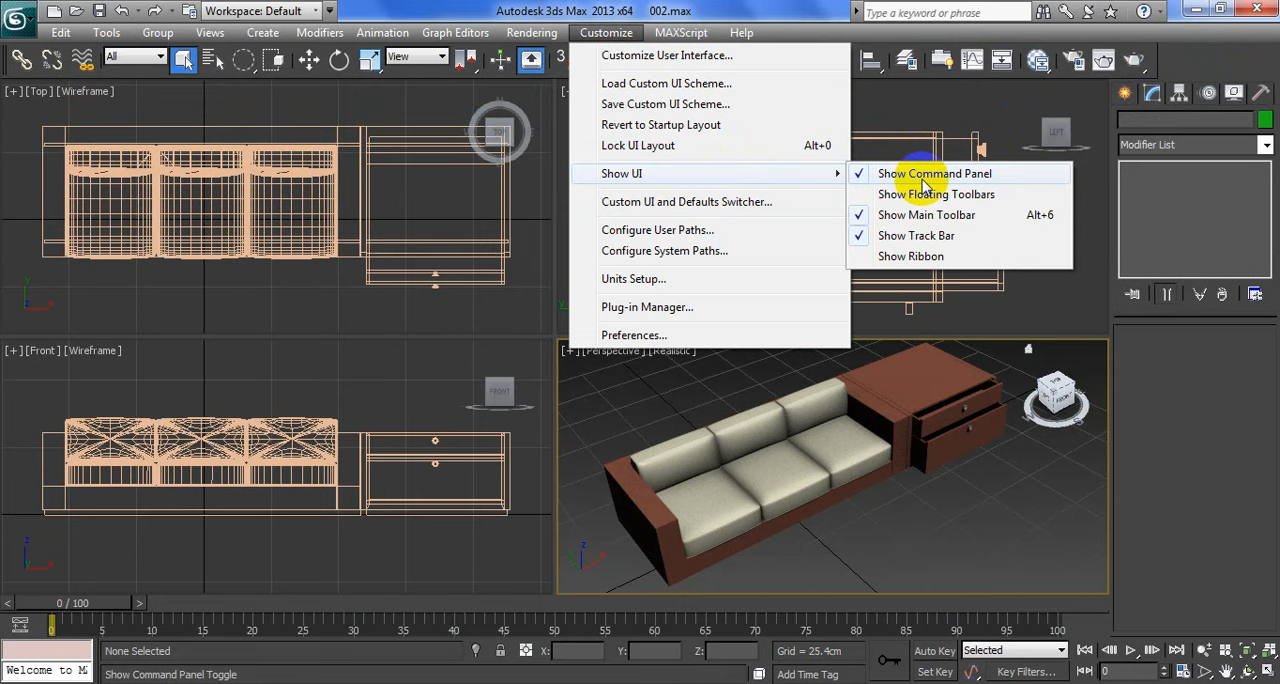 Workspace: Default
Autodesk 3ds Max 2013 x64 002.max
Type a keyword or phrase
Edit Tools Group Views Create Modifiers Animation Graph Editors Rendering Customize MAXScript Help
All
View
3
Customize User Interface...
Load Custom UI Scheme...
Save Custom UI Scheme...
Revert to Startup Layout
Lock UI Layout Alt+0
Show UI
Custom UI and Defaults Switcher...
Configure User Paths...
Configure System Paths...
Units Setup...
Plug-in Manager...
Preferences...
Show Command Panel
Show Floating Toolbars
Show Main Toolbar Alt+6
Show Track Bar
Show Ribbon
Modifier List
[+] [Top] [Wireframe]
TOP
LEFT
[+] [Front] [Wireframe]
FRONT
[+] [Perspective] [Realistic]
FRONT
y
x
z
x
z
x
< 0 / 100 >
0 5 10 15 20 25 30 35 40 45 50 55 60 65 70 75 80 85 90 95 100
None Selected
X:
Y:
Z:
Grid = 25.4cm
Auto Key
Selected
Welcome to M
Show Command Panel Toggle
Add Time Tag
Set Key
Key Filters...
0